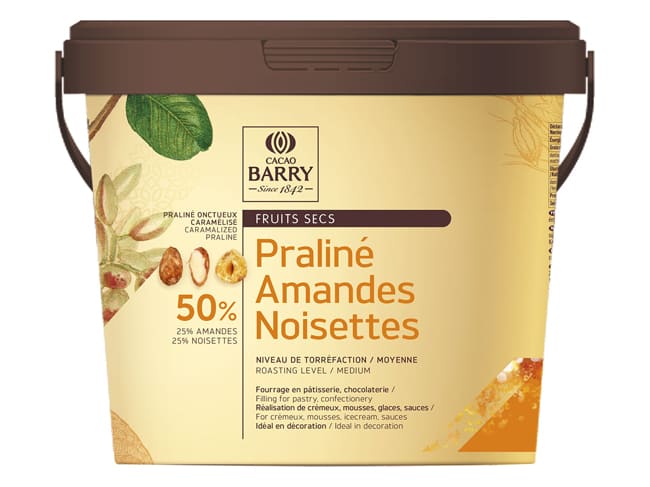 CACAO
BARRY
Since 1842
FRUITS SECS
PRALINÉ ONCTUEUX
CARAMÉLISÉ
CARAMALIZED
PRALINE
50%
25% AMANDES
25% NOISETTES
Praliné
Amandes
Noisettes
NIVEAU DE TORRÉFACTION / MOYENNE
ROASTING LEVEL / MEDIUM
Fourrage en pâtisserie, chocolaterie /
Filling for pastry, confectionery
Réalisation de crémeux, mousses, glaces, sauces /
For crémeux, mousses, icecream, sauces
Idéal en décoration / Ideal in decoration